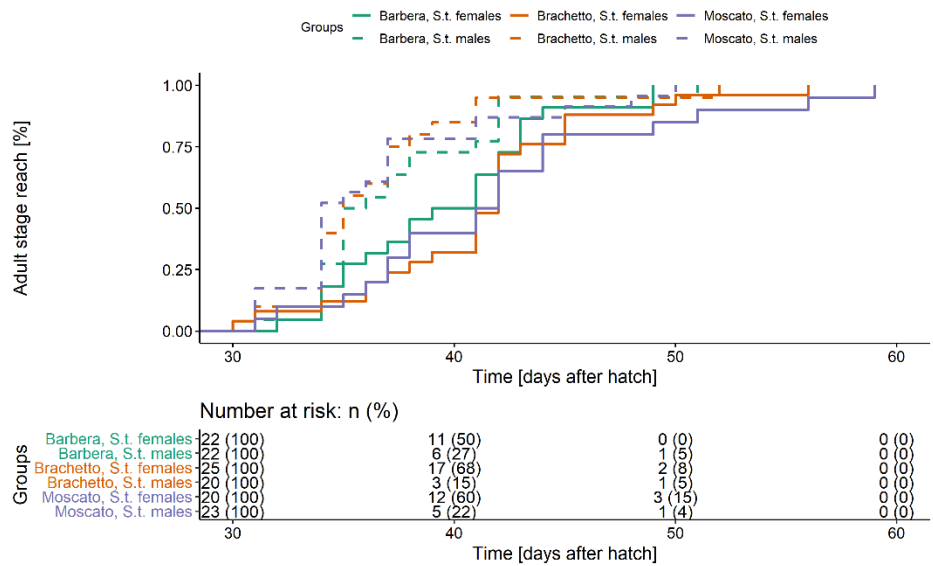 Groups
Barbera, S.t. females Brachetto, S.t. females Moscato, S.t. females
Barbera, S.t. males Brachetto, S.t. males Moscato, S.t. males
Adult stage reach [%]
1.00
0.75
0.50
0.25
0.00
30 40 50 60
Time [days after hatch]
Number at risk: n (%)
Groups
Barbera, S.t. females 22 (100) 11 (50) 0 (0) 0 (0)
Barbera, S.t. males 22 (100) 6 (27) 1 (5) 0 (0)
Brachetto, S.t. females 25 (100) 17 (68) 2 (8) 0 (0)
Brachetto, S.t. males 20 (100) 3 (15) 1 (5) 0 (0)
Moscato, S.t. females 20 (100) 12 (60) 3 (15) 0 (0)
Moscato, S.t. males 23 (100) 5 (22) 1 (4) 0 (0)
30 40 50 60
Time [days after hatch]